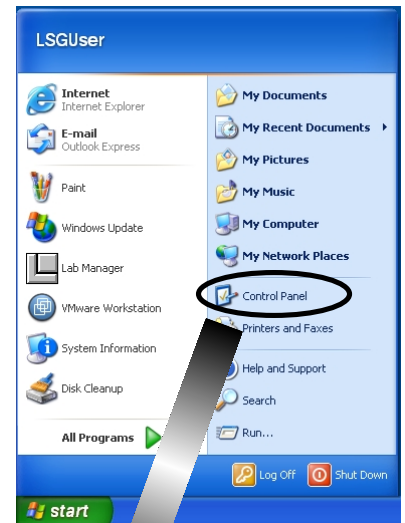 LSGUser
Internet
Internet Explorer
E-mail
Outlook Express
Paint
Windows Update
Lab Manager
VMware Workstation
System Information
Disk Cleanup
All Programs
My Documents
My Recent Documents
My Pictures
My Music
My Computer
My Network Places
Control Panel
Printers and Faxes
Help and Support
Search
Run...
Log Off
Shut Down
start